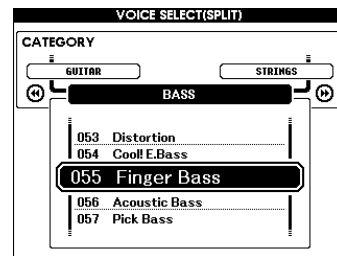 VOICE SELECT(SPLIT)
CATEGORY
GUITAR STRINGS
BASS
053 Distortion
054 Cool! E.Bass
055 Finger Bass
056 Acoustic Bass
057 Pick Bass